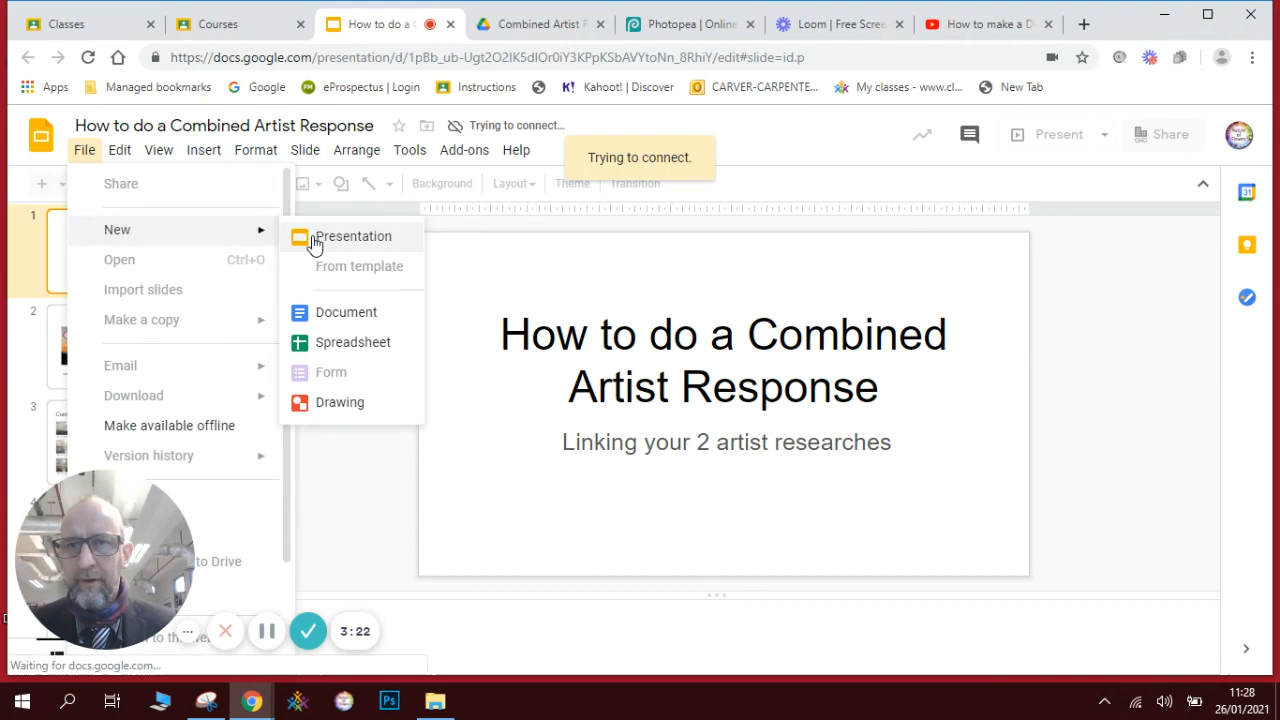 Classes
Courses
How to do a C
Combined Artist R
Photopea | Online
Loom | Free Scree
How to make a D
https://docs.google.com/presentation/d/1pBb_ub-Ugt2O2IK5dIOr0iY3KPKSbAVYtoNn_8RhiY/edit#slide=id.p
Apps
Managed bookmarks
Google
eProspectus | Login
Instructions
Kahoot! | Discover
CARVER-CARPENTE...
My classes - www.cl...
New Tab
How to do a Combined Artist Response
Trying to connect...
Present
Share
File Edit View Insert Format Slide Arrange Tools Add-ons Help
Trying to connect.
Background
Layout
Theme
Transition
Share
New
Open Ctrl+O
Import slides
Make a copy
Email
Download
Make available offline
Version history
to Drive
Presentation
From template
Document
Spreadsheet
Form
Drawing
1
2
3
How to do a Combined
Artist Response
Linking your 2 artist researches
31
3:22
Waiting for docs.google.com...
Ps
11:28
26/01/2021